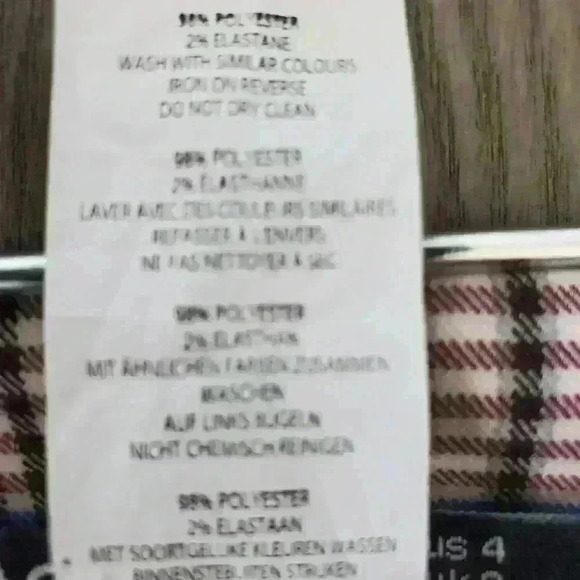 98% POLYESTER
2% ELASTANE
WASH WITH SIMILAR COLOURS
IRON ON REVERSE
DO NOT DRY CLEAN
98% POLYESTER
2% ELASTHANNE
LAVER AVEC DES COULEURS SIMILAIRES
REPASSER A L'ENVERS
NE PAS NETTOYER A SEC
98% POLYESTER
2% ELASTHAN
MIT ÄHNLICHEN FARBEN ZUSAMMEN
WASCHEN
AUF LINKS BÜGELN
NICHT CHEMISCH REINIGEN
98% POLYESTER
2% ELASTAAN
MET SOORTGELIJKE KLEUREN WASSEN
BINNENSTEBUITEN STRIJKEN
US 4